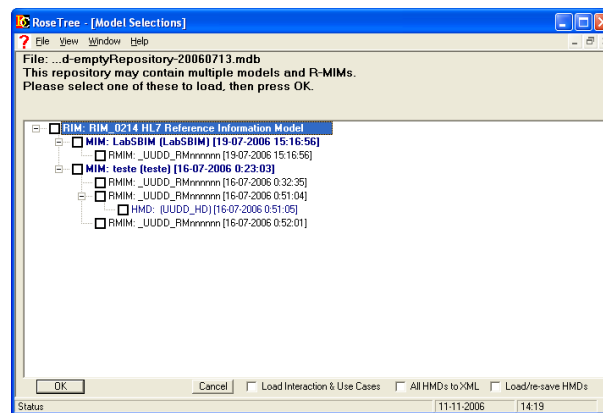 RoseTree - [Model Selections]
File View Window Help
File: ...d-emptyRepository-20060713.mdb
This repository may contain multiple models and R-MIMs.
Please select one of these to load, then press OK.
RIM: RIM_0214 HL7 Reference Information Model
MIM: LabSBIM (LabSBIM) [19-07-2006 15:16:56]
RMIM: _UUDD_RMnnnnnn [19-07-2006 15:16:56]
MIM: teste (teste) [16-07-2006 0:23:03]
RMIM: _UUDD_RMnnnnnn [16-07-2006 0:32:35]
RMIM: _UUDD_RMnnnnnn [16-07-2006 0:51:04]
HMD: (UUDD_HD) [16-07-2006 0:51:05]
RMIM: _UUDD_RMnnnnnn [16-07-2006 0:52:01]
OK Cancel Load Interaction & Use Cases All HMDs to XML Load/re-save HMDs
Status 11-11-2006 14:19